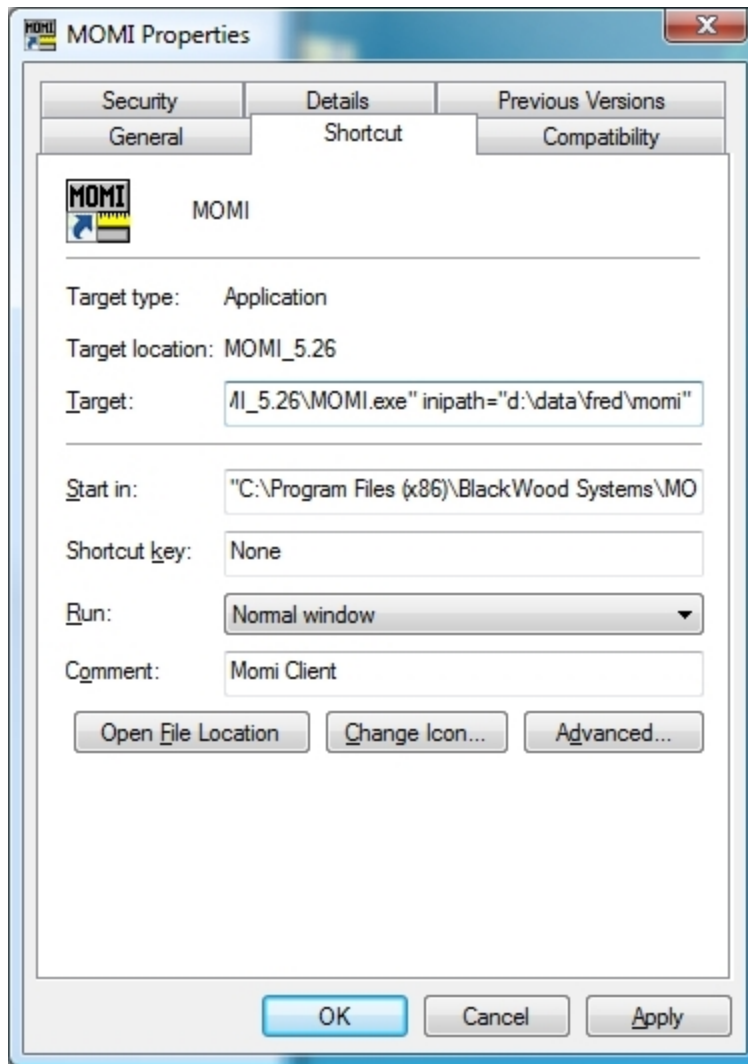 MOMI Properties
Security Details Previous Versions
General Shortcut Compatibility
MOMI
MOMI
Target type: Application
Target location: MOMI_5.26
Target: MI_5.26\MOMI.exe" inipath="d:\data\fred\momi"
Start in: "C:\Program Files (x86)\BlackWood Systems\MO
Shortcut key: None
Run: Normal window
Comment: Momi Client
Open File Location Change Icon... Advanced...
OK Cancel Apply